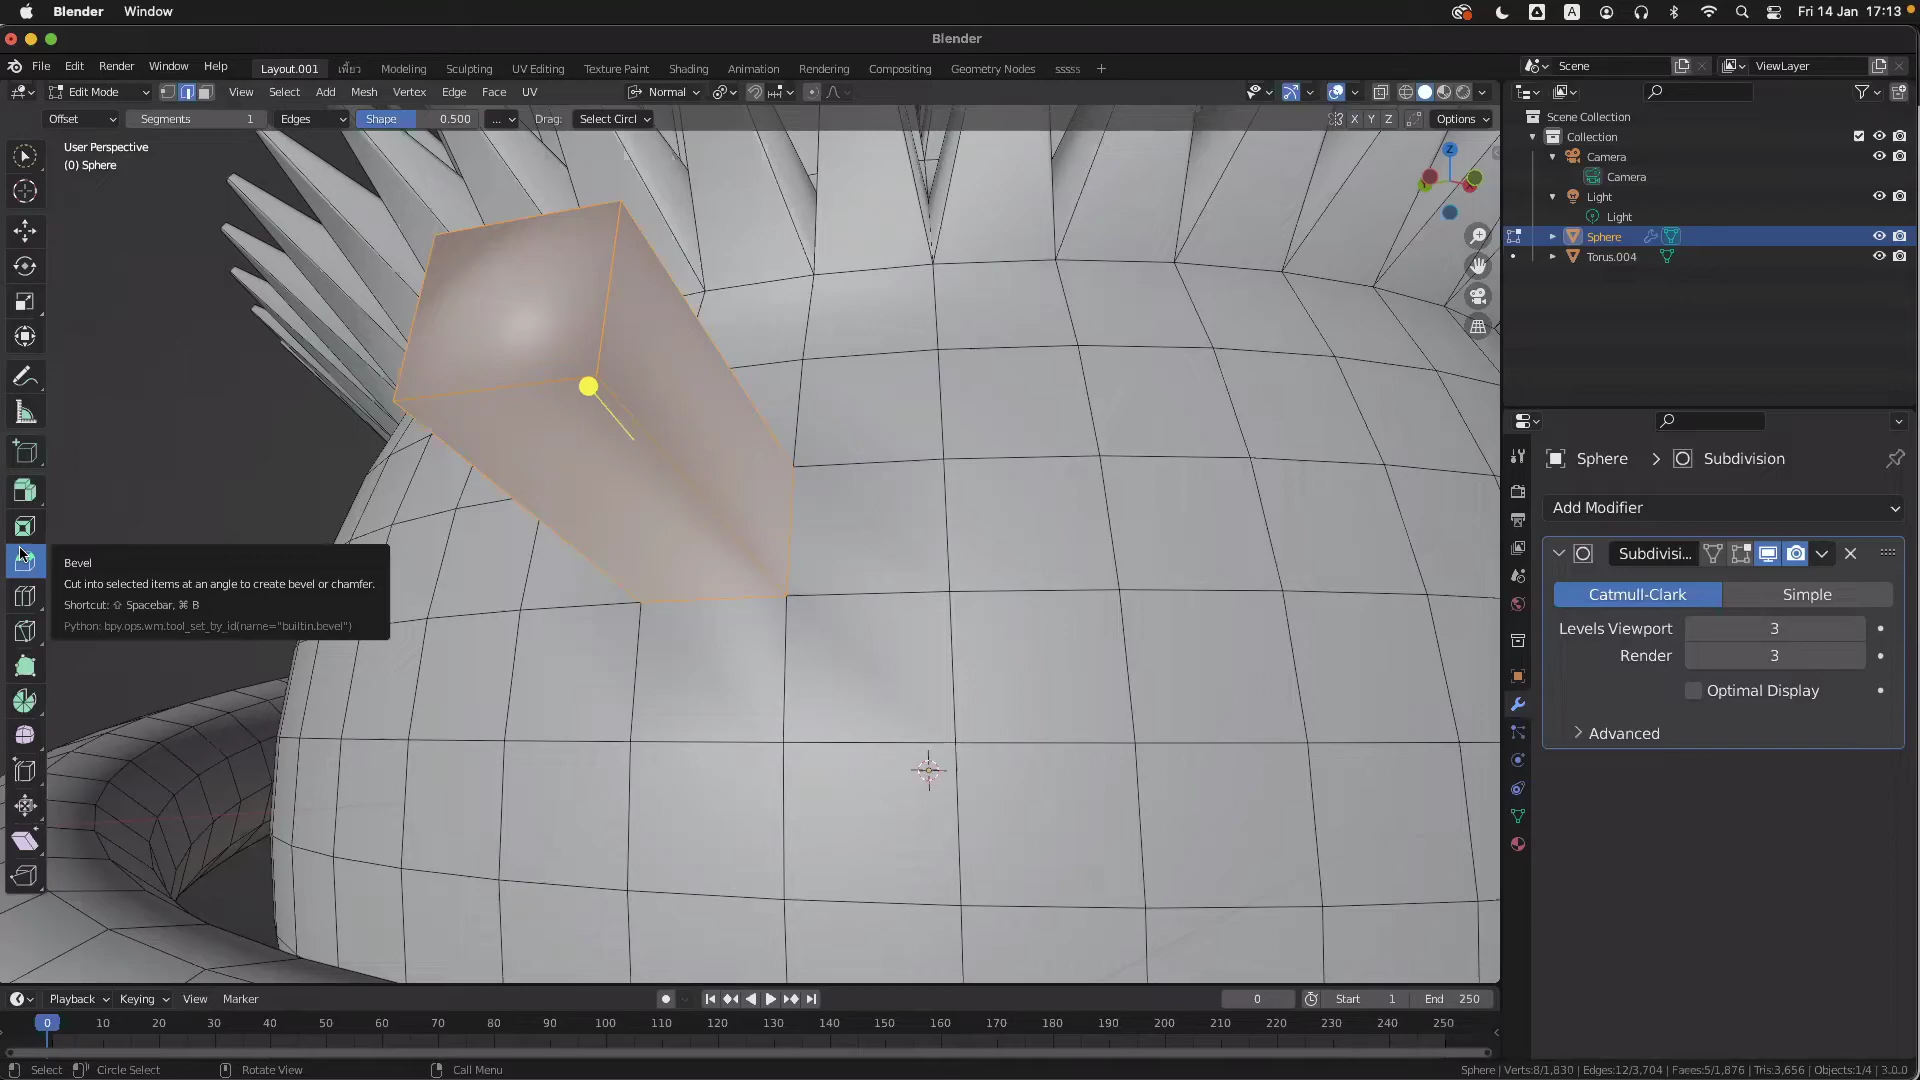 Blender Window
A
Fri 14 Jan 17:13
Blender
File Edit Render Window Help
Layout.001 เพี้ยว Modeling Sculpting UV Editing Texture Paint Shading Animation Rendering Compositing Geometry Nodes sssss +
Scene
ViewLayer
Edit Mode View Select Add Mesh Vertex Edge Face UV
Normal
Offset Segments 1 Edges Shape 0.500 ... Drag: Select Circl
X Y Z Options
User Perspective
(0) Sphere
Z
Scene Collection
Collection
Camera
Camera
Light
Light
Sphere
Torus.004
Sphere > Subdivision
Add Modifier
Subdivisi...
Catmull-Clark Simple
Levels Viewport 3
Render 3
Optimal Display
Advanced
Bevel
Cut into selected items at an angle to create bevel or chamfer.
Shortcut: ⇧ Spacebar, ⌘ B
Python: bpy.ops.wm.tool_set_by_id(name="builtin.bevel")
Playback Keying View Marker
0 Start 1 End 250
0 10 20 30 40 50 60 70 80 90 100 110 120 130 140 150 160 170 180 190 200 210 220 230 240 250
Select Circle Select Rotate View Call Menu
Sphere | Verts:8/1,830 | Edges:12/3,704 | Faces:5/1,876 | Tris:3,656 | Objects:1/4 | 3.0.0